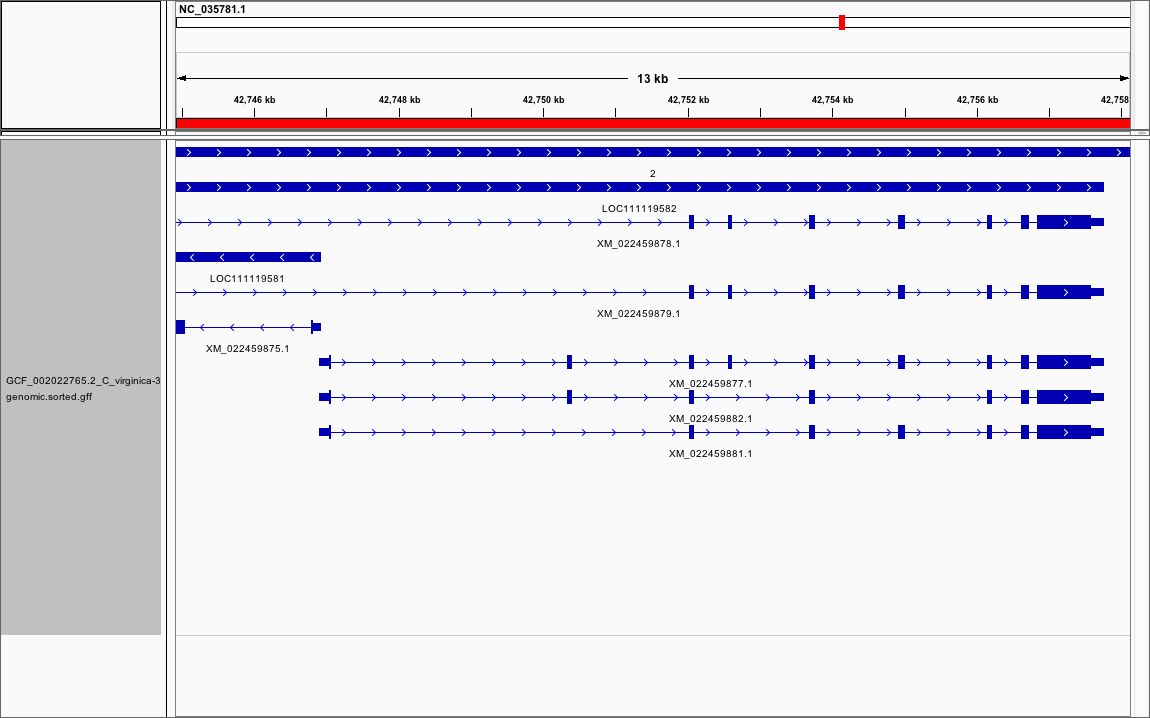 NC_035781.1
13 kb
42,746 kb 42,748 kb 42,750 kb 42,752 kb 42,754 kb 42,756 kb 42,758
2
LOC111119582
XM_022459878.1
LOC111119581
XM_022459879.1
XM_022459875.1
GCF_002022765.2_C_virginica-3
genomic.sorted.gff
XM_022459877.1
XM_022459882.1
XM_022459881.1